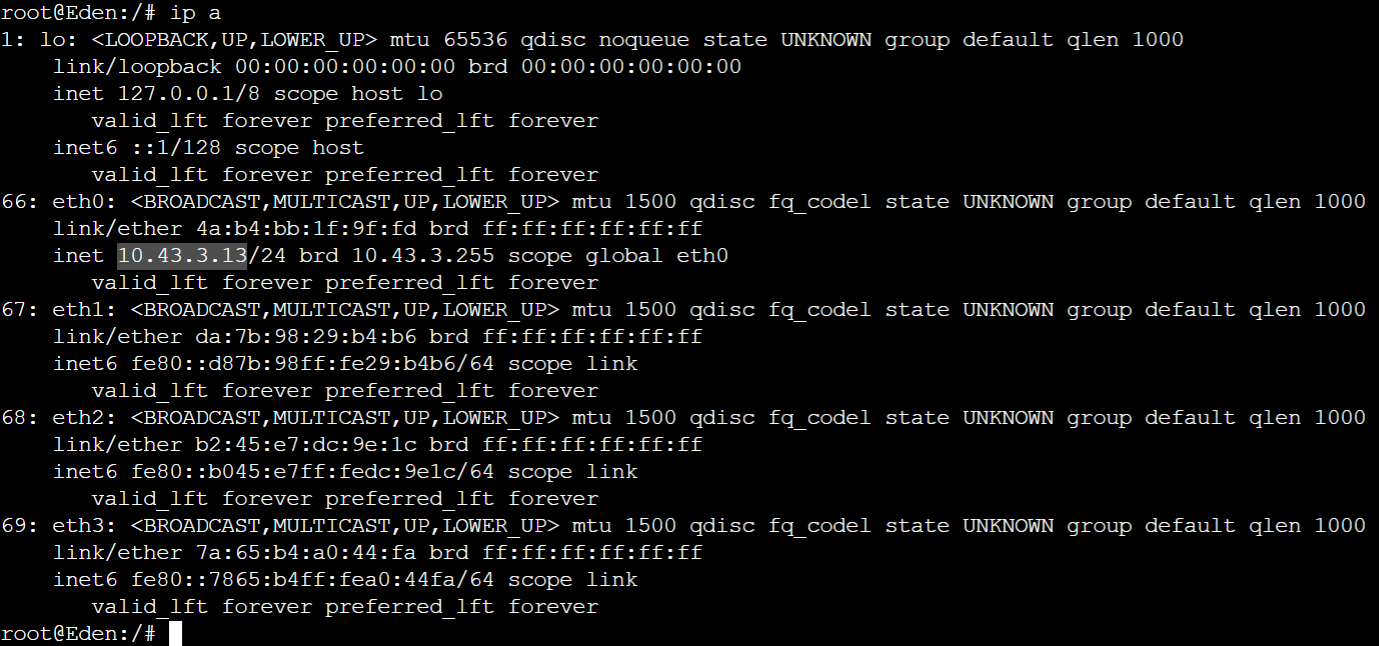 root@Eden:/# ip a
1: lo: <LOOPBACK,UP,LOWER_UP> mtu 65536 qdisc noqueue state UNKNOWN group default qlen 1000
    link/loopback 00:00:00:00:00:00 brd 00:00:00:00:00:00
    inet 127.0.0.1/8 scope host lo
       valid_lft forever preferred_lft forever
    inet6 ::1/128 scope host
       valid_lft forever preferred_lft forever
66: eth0: <BROADCAST,MULTICAST,UP,LOWER_UP> mtu 1500 qdisc fq_codel state UNKNOWN group default qlen 1000
    link/ether 4a:b4:bb:1f:9f:fd brd ff:ff:ff:ff:ff:ff
    inet 10.43.3.13/24 brd 10.43.3.255 scope global eth0
       valid_lft forever preferred_lft forever
67: eth1: <BROADCAST,MULTICAST,UP,LOWER_UP> mtu 1500 qdisc fq_codel state UNKNOWN group default qlen 1000
    link/ether da:7b:98:29:b4:b6 brd ff:ff:ff:ff:ff:ff
    inet6 fe80::d87b:98ff:fe29:b4b6/64 scope link
       valid_lft forever preferred_lft forever
68: eth2: <BROADCAST,MULTICAST,UP,LOWER_UP> mtu 1500 qdisc fq_codel state UNKNOWN group default qlen 1000
    link/ether b2:45:e7:dc:9e:1c brd ff:ff:ff:ff:ff:ff
    inet6 fe80::b045:e7ff:fedc:9e1c/64 scope link
       valid_lft forever preferred_lft forever
69: eth3: <BROADCAST,MULTICAST,UP,LOWER_UP> mtu 1500 qdisc fq_codel state UNKNOWN group default qlen 1000
    link/ether 7a:65:b4:a0:44:fa brd ff:ff:ff:ff:ff:ff
    inet6 fe80::7865:b4ff:fea0:44fa/64 scope link
       valid_lft forever preferred_lft forever
root@Eden:/#